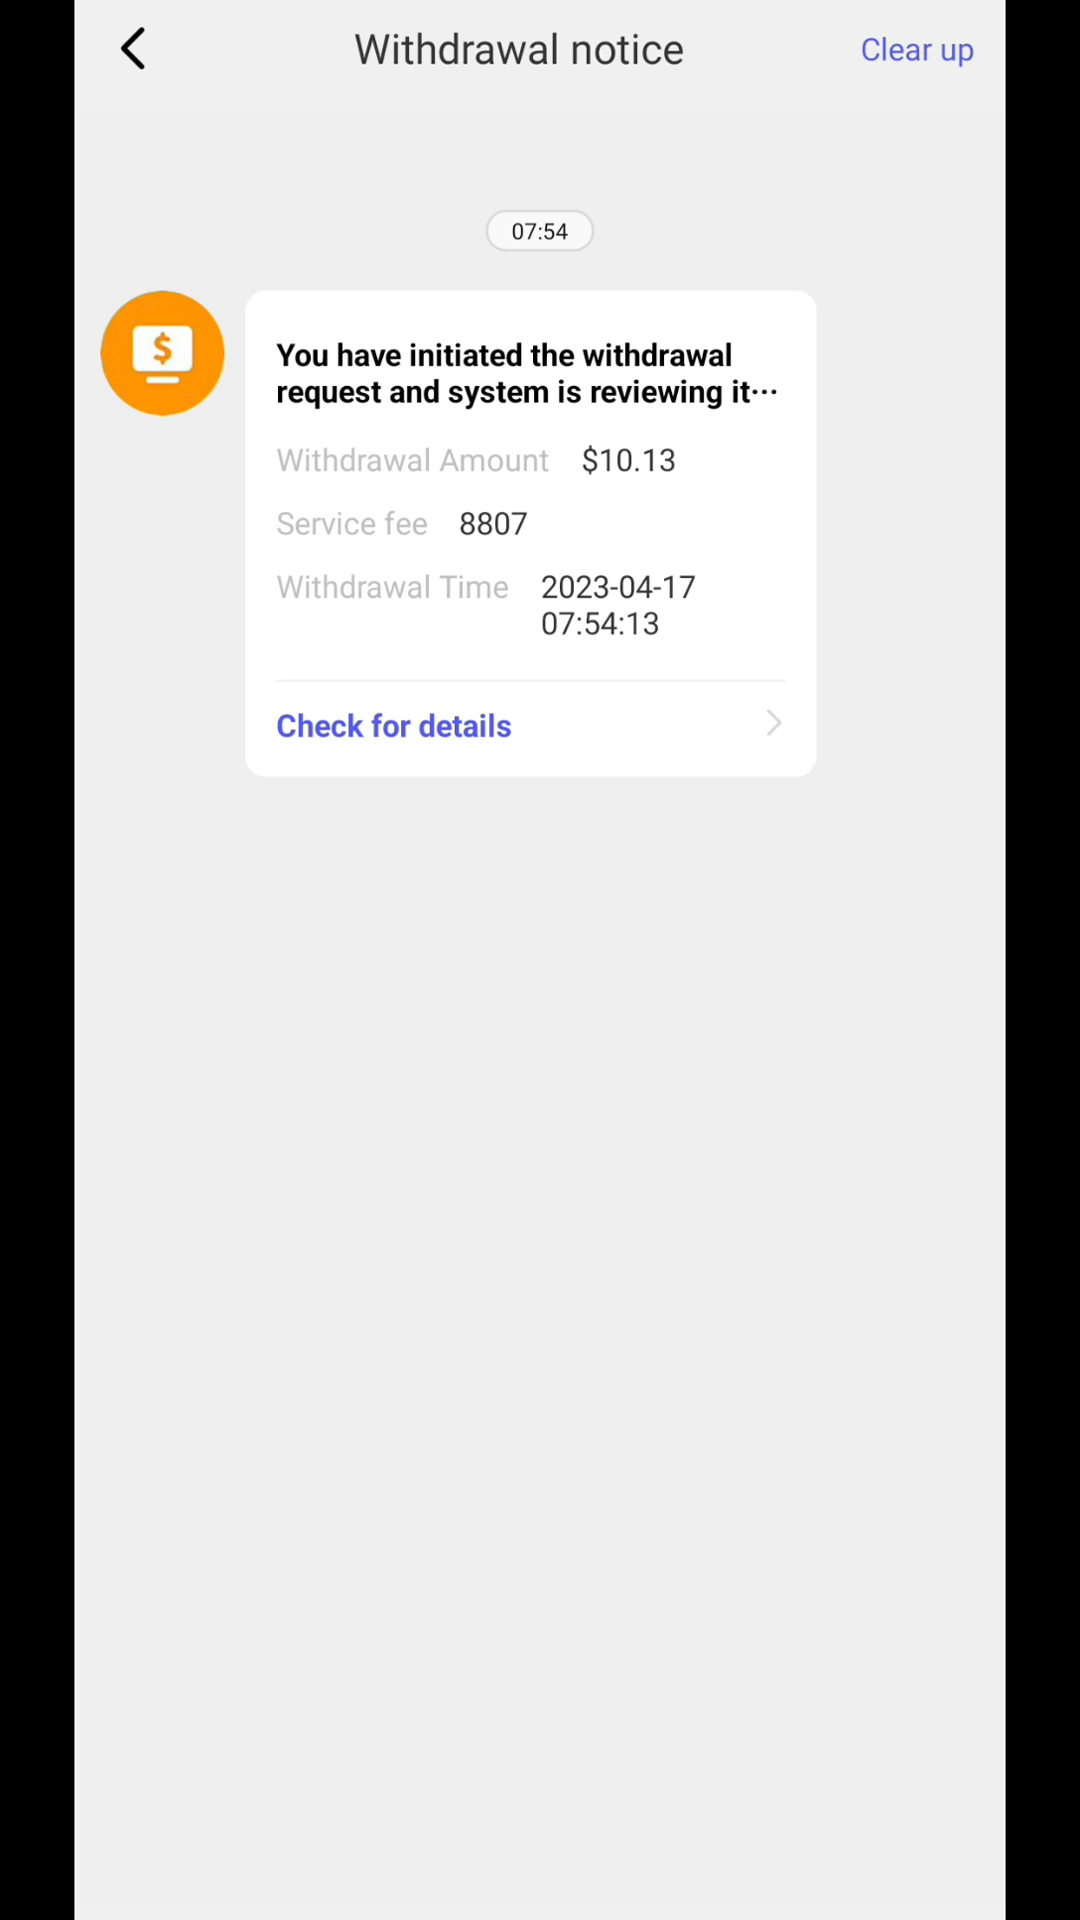 Withdrawal notice
Clear up
07:54
$
You have initiated the withdrawal
request and system is reviewing it···
Withdrawal Amount $10.13
Service fee 8807
Withdrawal Time 2023-04-17
07:54:13
Check for details